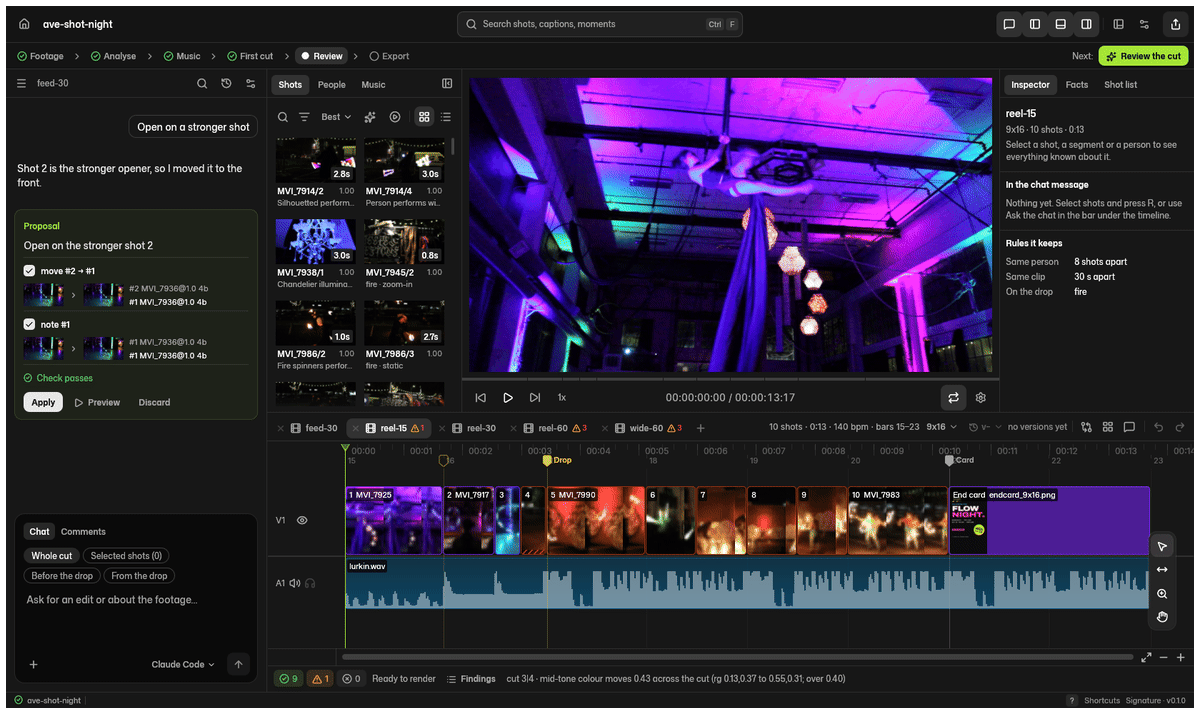 ave-shot-night
Search shots, captions, moments
Ctrl F
Footage
Analyse
Music
First cut
Review
Export
Next:
Review the cut
feed-30
Open on a stronger shot
Shot 2 is the stronger opener, so I moved it to the
front.
Proposal
Open on the stronger shot 2
move #2 → #1
#2 MVI_7936@1.0 4b
#1 MVI_7936@1.0 4b
note #1
#1 MVI_7936@1.0 4b
#1 MVI_7936@1.0 4b
Check passes
Apply
Preview
Discard
Chat
Comments
Whole cut
Selected shots (0)
Before the drop
From the drop
Ask for an edit or about the footage...
Claude Code
Shots
People
Music
Best
2.8s
3.0s
MVI_7914/2 1.00
MVI_7914/4 1.00
Silhouetted perform...
Person performs wi...
3.0s
0.8s
MVI_7938/1 1.00
MVI_7945/2 1.00
Chandelier illumina...
fire · zoom-in
1.0s
2.7s
MVI_7986/2 1.00
MVI_7986/3 1.00
Fire spinners perfor...
fire · static
1x
00:00:00:00 / 00:00:13:17
Inspector
Facts
Shot list
reel-15
9x16 · 10 shots · 0:13
Select a shot, a segment or a person to see
everything known about it.
In the chat message
Nothing yet. Select shots and press R, or use
Ask the chat in the bar under the timeline.
Rules it keeps
Same person 8 shots apart
Same clip 30 s apart
On the drop fire
feed-30
reel-15 1
reel-30
reel-60 3
wide-60 3
10 shots · 0:13 · 140 bpm · bars 15–23 9x16
no versions yet
00:00 00:01 00:02 00:03 00:04 00:05 00:06 00:07 00:08 00:09 00:10 00:11 00:12 00:13 00:14
15 16 Drop 18 19 20 Card 22 23
V1
1 MVI_7925
2 MVI_7917
3
4
5 MVI_7990
6
7
8
9
10 MVI_7983
End card endcard_9x16.png
FLOW
NIGHT.
A1
lurkin.wav
9
1
0
Ready to render
Findings
cut 3|4 · mid-tone colour moves 0.43 across the cut (rg 0.13,0.37 to 0.55,0.31; over 0.40)
ave-shot-night
? Shortcuts Signature · v0.1.0